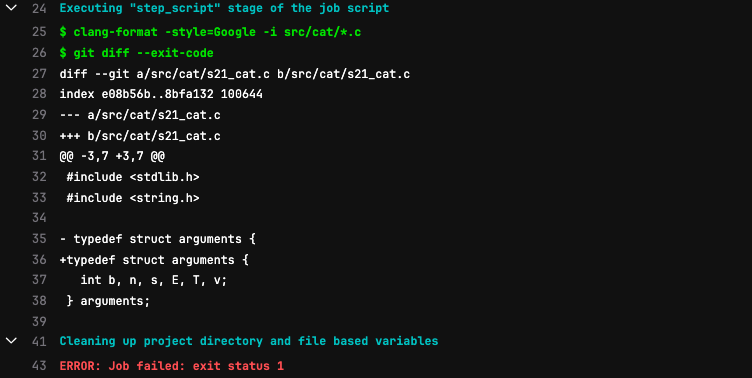 24 Executing "step_script" stage of the job script
25 $ clang-format -style=Google -i src/cat/*.c
26 $ git diff --exit-code
27 diff --git a/src/cat/s21_cat.c b/src/cat/s21_cat.c
28 index e08b56b..8bfa132 100644
29 --- a/src/cat/s21_cat.c
30 +++ b/src/cat/s21_cat.c
31 @@ -3,7 +3,7 @@
32  #include <stdlib.h>
33  #include <string.h>
34
35 - typedef struct arguments {
36 +typedef struct arguments {
37    int b, n, s, E, T, v;
38  } arguments;
39
41 Cleaning up project directory and file based variables
43 ERROR: Job failed: exit status 1